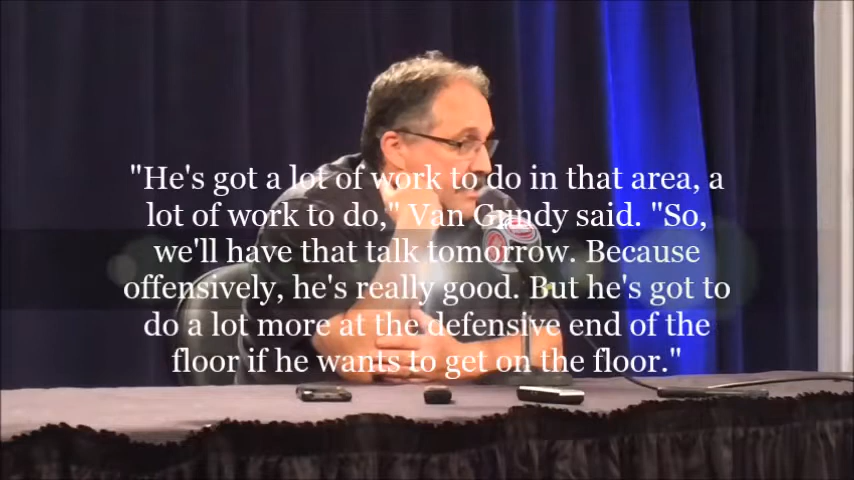 "He's got a lot of work to do in that area, a
lot of work to do," Van Gundy said. "So,
we'll have that talk tomorrow. Because
offensively, he's really good. But he's got to
do a lot more at the defensive end of the
floor if he wants to get on the floor."